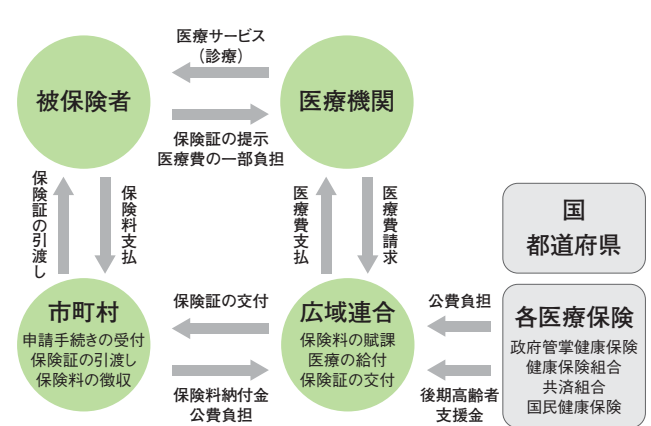 医療サービス
（診療）
被保険者
医療機関
保険証の提示
医療費の一部負担
保険証の引渡し
保険料支払
医療費支払
医療費請求
国
都道府県
市町村
申請手続きの受付
保険証の引渡し
保険料の徴収
保険証の交付
保険料納付金
公費負担
広域連合
保険料の賦課
医療の給付
保険証の交付
公費負担
後期高齢者
支援金
各医療保険
政府管掌健康保険
健康保険組合
共済組合
国民健康保険